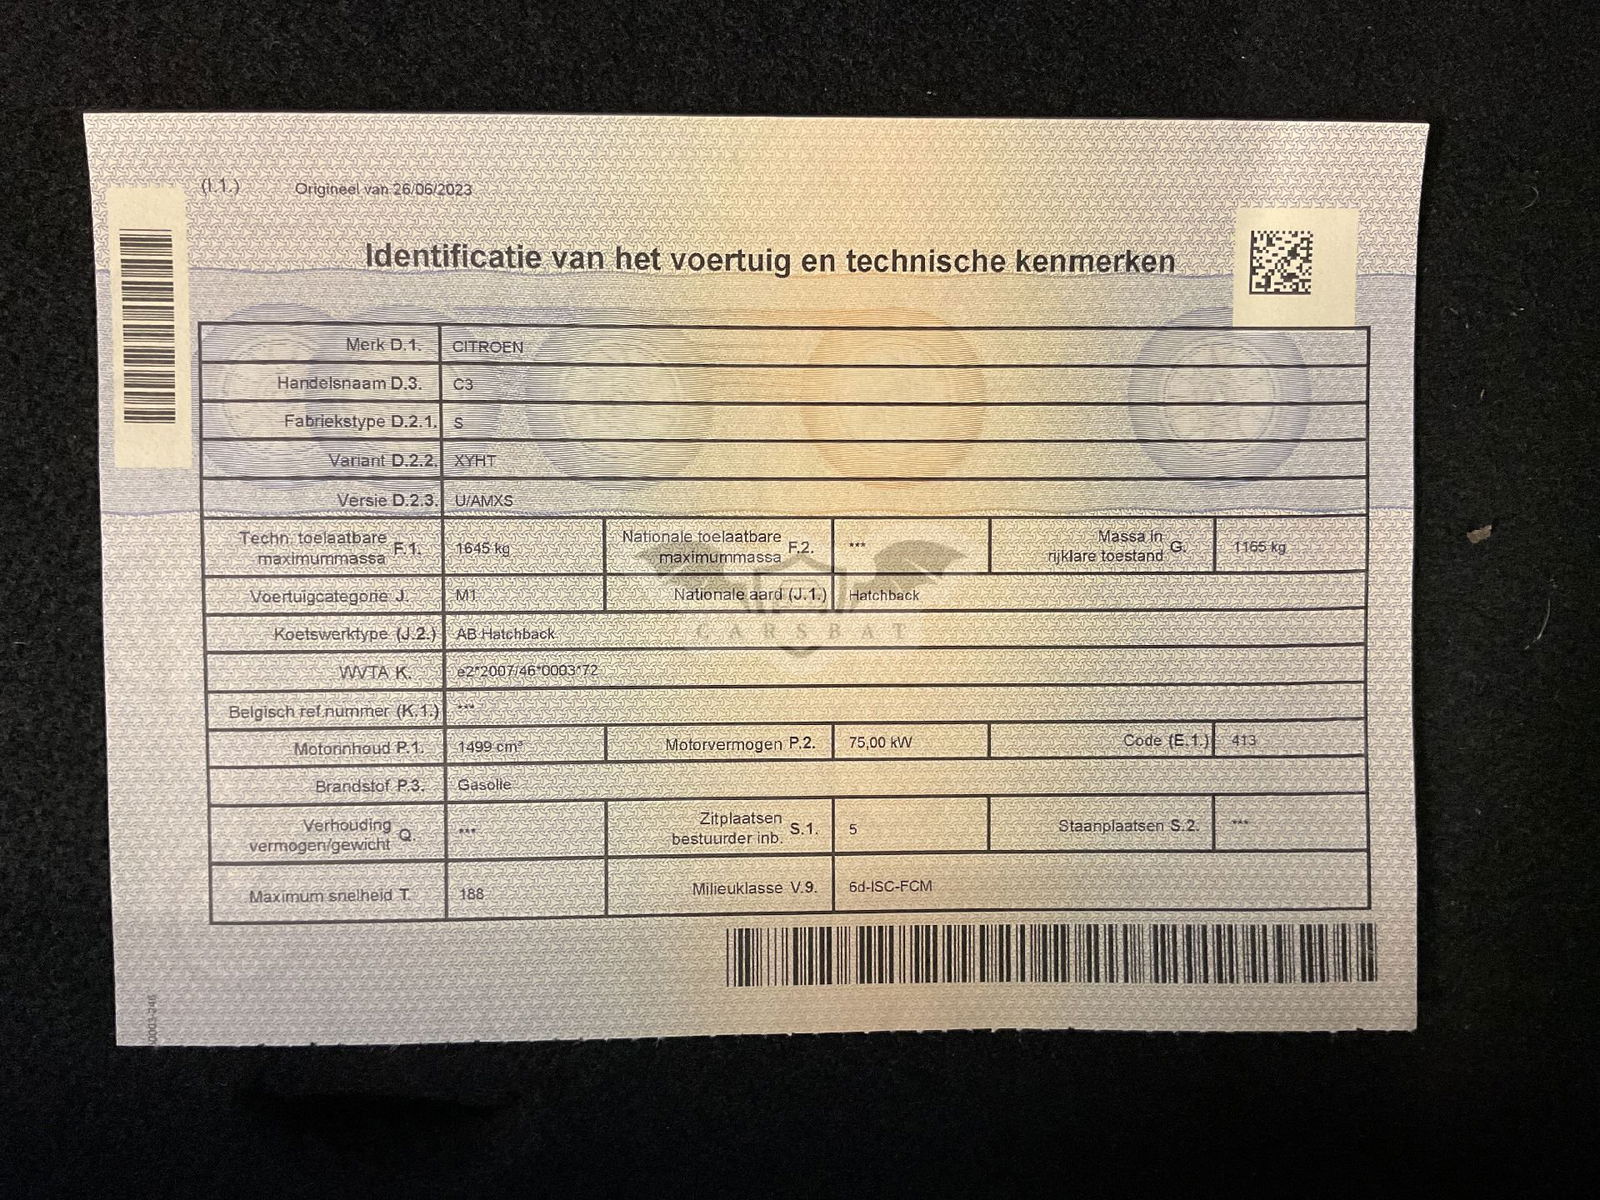 (I.1.) Origineel van 26/06/2023
Identificatie van het voertuig en technische kenmerken
Merk D.1. CITROEN
Handelsnaam D.3. C3
Fabriekstype D.2.1. S
Variant D.2.2. XYHT
Versie D.2.3. U/AMXS
Techn. toelaatbare maximummassa F.1. 1645 kg Nationale toelaatbare maximummassa F.2. *** Massa in rijklare toestand G. 1165 kg
Voertuigcategorie J. M1 Nationale aard (J.1.) Hatchback
Koetswerktype (J.2.) AB Hatchback
CARSBAT
WVTA K. e2*2007/46*0003*72
Belgisch ref.nummer (K.1.) ***
Motorinhoud P.1. 1499 cm³ Motorvermogen P.2. 75,00 kW Code (E.1.) 413
Brandstof P.3. Gasolie
Verhouding vermogen/gewicht Q. *** Zitplaatsen bestuurder inb. S.1. 5 Staanplaatsen S.2. ***
Maximum snelheid T. 188 Milieuklasse V.9. 6d-ISC-FCM